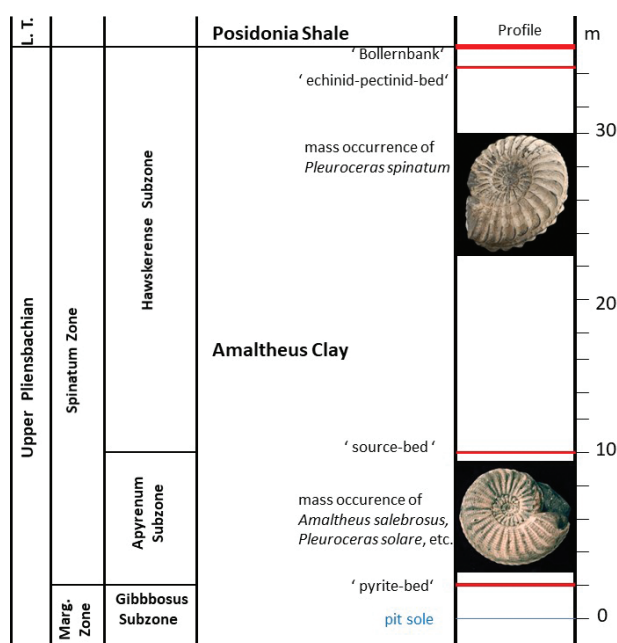 L. T.
Posidonia Shale
Profile
m
‘ Bollernbank‘
‘ echinid-pectinid-bed‘
30
mass occurrence of
Pleuroceras spinatum
Upper Pliensbachian
Spinatum Zone
Hawskerense Subzone
20
Amaltheus Clay
‘ source-bed ‘
10
Apyrenum
Subzone
mass occurence of
Amaltheus salebrosus,
Pleuroceras solare, etc.
‘ pyrite-bed‘
Marg.
Zone
Gibbbosus
Subzone
pit sole
0